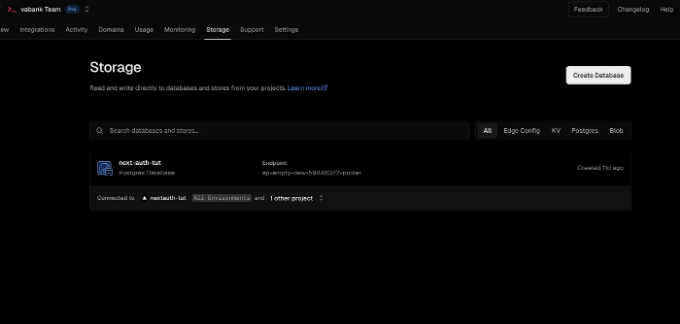 vabank Team Pro Feedback Changelog Help
ew Integrations Activity Domains Usage Monitoring Storage Support Settings
Storage
Create Database
Read and write directly to databases and stores from your projects. Learn more
Search databases and stores...
All Edge Config KV Postgres Blob
next-auth-tut Endpoint
Postgres Database ep-empty-dew-59446322-pooler Created 11d ago
Connected to nextauth-tut All Environments and 1 other project